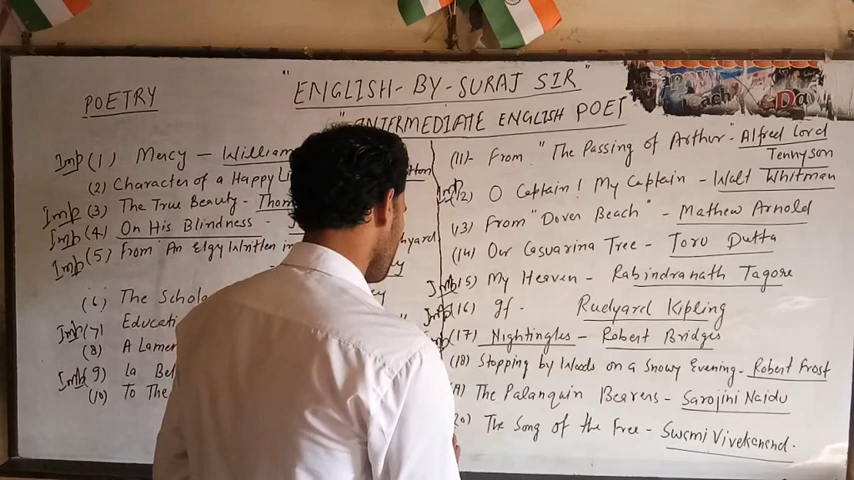 "ENGLISH-BY-SURAJ SIR"
POETRY
INTERMEDIATE ENGLISH POET
Imp (1) Mercy - William
(2) Character of a Happy
Imp (3) The True Beauty - Thom
Imp (4) On His Blindness -
Imp (5) From An Elgy Written in
(6) The Schola
Imp (7) Educati
(8) A Lamen
Imp (9) La Bel
(10) To The
(11)- From "The Passing of Arthur" - Alfred Lord
Tennyson
Imp (12) O Captain! My Captain - Walt Whitman
(13) From "Dover Beach" - Mathew Arnold
(14) Our Casuarina Tree - Toru Dutta
Imp (15) My Heaven - Rabindranath Tagore
Imp (16) If - Rudyard Kipling
(17) Nightingles - Robert Bridges
(18) Stopping by Woods on a Snowy Evening - Robert Frost
The Palanquin Bearers - Sarojini Naidu
20) The Song of the Free - Swami Vivekanand.